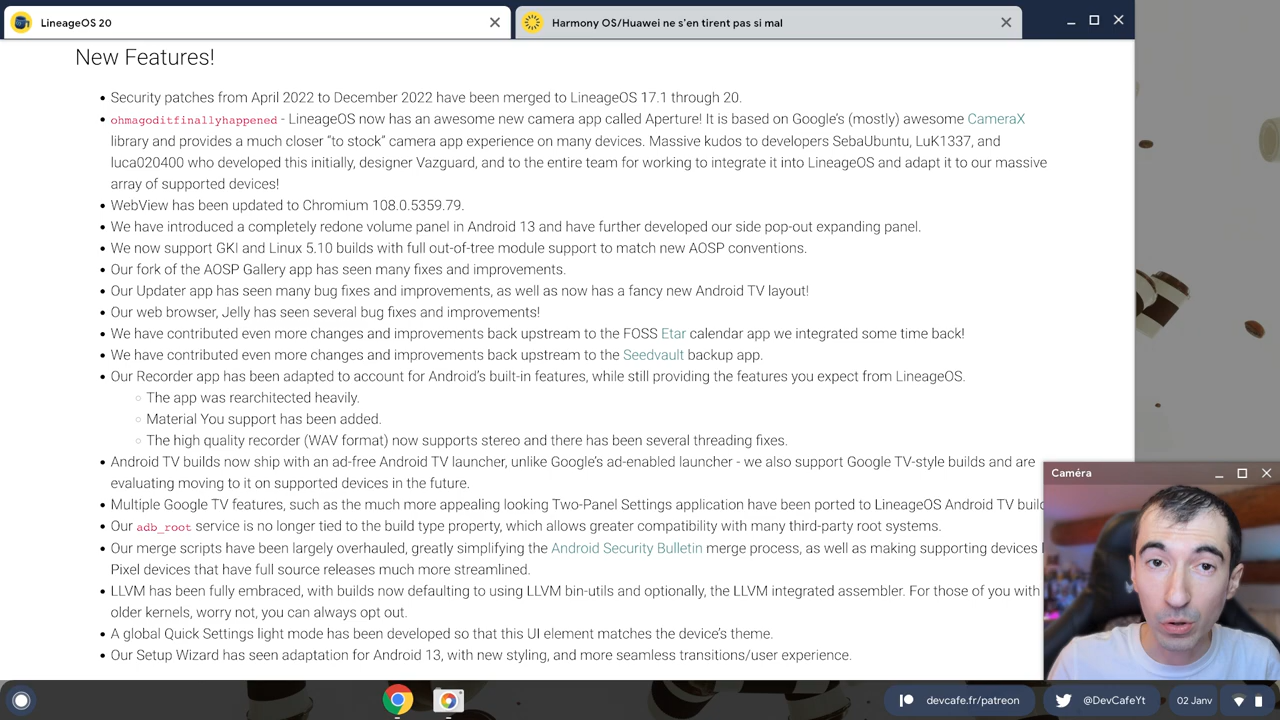 LineageOS 20
Harmony OS/Huawei ne s'en tirent pas si mal
New Features!
Security patches from April 2022 to December 2022 have been merged to LineageOS 17.1 through 20.
ohmagoditfinallyhappened - LineageOS now has an awesome new camera app called Aperture! It is based on Google's (mostly) awesome CameraX
library and provides a much closer "to stock" camera app experience on many devices. Massive kudos to developers SebaUbuntu, LuK1337, and
luca020400 who developed this initially, designer Vazguard, and to the entire team for working to integrate it into LineageOS and adapt it to our massive
array of supported devices!
WebView has been updated to Chromium 108.0.5359.79.
We have introduced a completely redone volume panel in Android 13 and have further developed our side pop-out expanding panel.
We now support GKI and Linux 5.10 builds with full out-of-tree module support to match new AOSP conventions.
Our fork of the AOSP Gallery app has seen many fixes and improvements.
Our Updater app has seen many bug fixes and improvements, as well as now has a fancy new Android TV layout!
Our web browser, Jelly has seen several bug fixes and improvements!
We have contributed even more changes and improvements back upstream to the FOSS Etar calendar app we integrated some time back!
We have contributed even more changes and improvements back upstream to the Seedvault backup app.
Our Recorder app has been adapted to account for Android's built-in features, while still providing the features you expect from LineageOS.
The app was rearchitected heavily.
Material You support has been added.
The high quality recorder (WAV format) now supports stereo and there has been several threading fixes.
Android TV builds now ship with an ad-free Android TV launcher, unlike Google's ad-enabled launcher - we also support Google TV-style builds and are
evaluating moving to it on supported devices in the future.
Multiple Google TV features, such as the much more appealing looking Two-Panel Settings application have been ported to LineageOS Android TV
Our adb_root service is no longer tied to the build type property, which allows greater compatibility with many third-party root systems.
Our merge scripts have been largely overhauled, greatly simplifying the Android Security Bulletin merge process, as well as making supporting devices
Pixel devices that have full source releases much more streamlined.
LLVM has been fully embraced, with builds now defaulting to using LLVM bin-utils and optionally, the LLVM integrated assembler. For those of you with
older kernels, worry not, you can always opt out.
A global Quick Settings light mode has been developed so that this UI element matches the device's theme.
Our Setup Wizard has seen adaptation for Android 13, with new styling, and more seamless transitions/user experience.
Caméra
devcafe.fr/patreon
@DevCafeYt
02 Janv